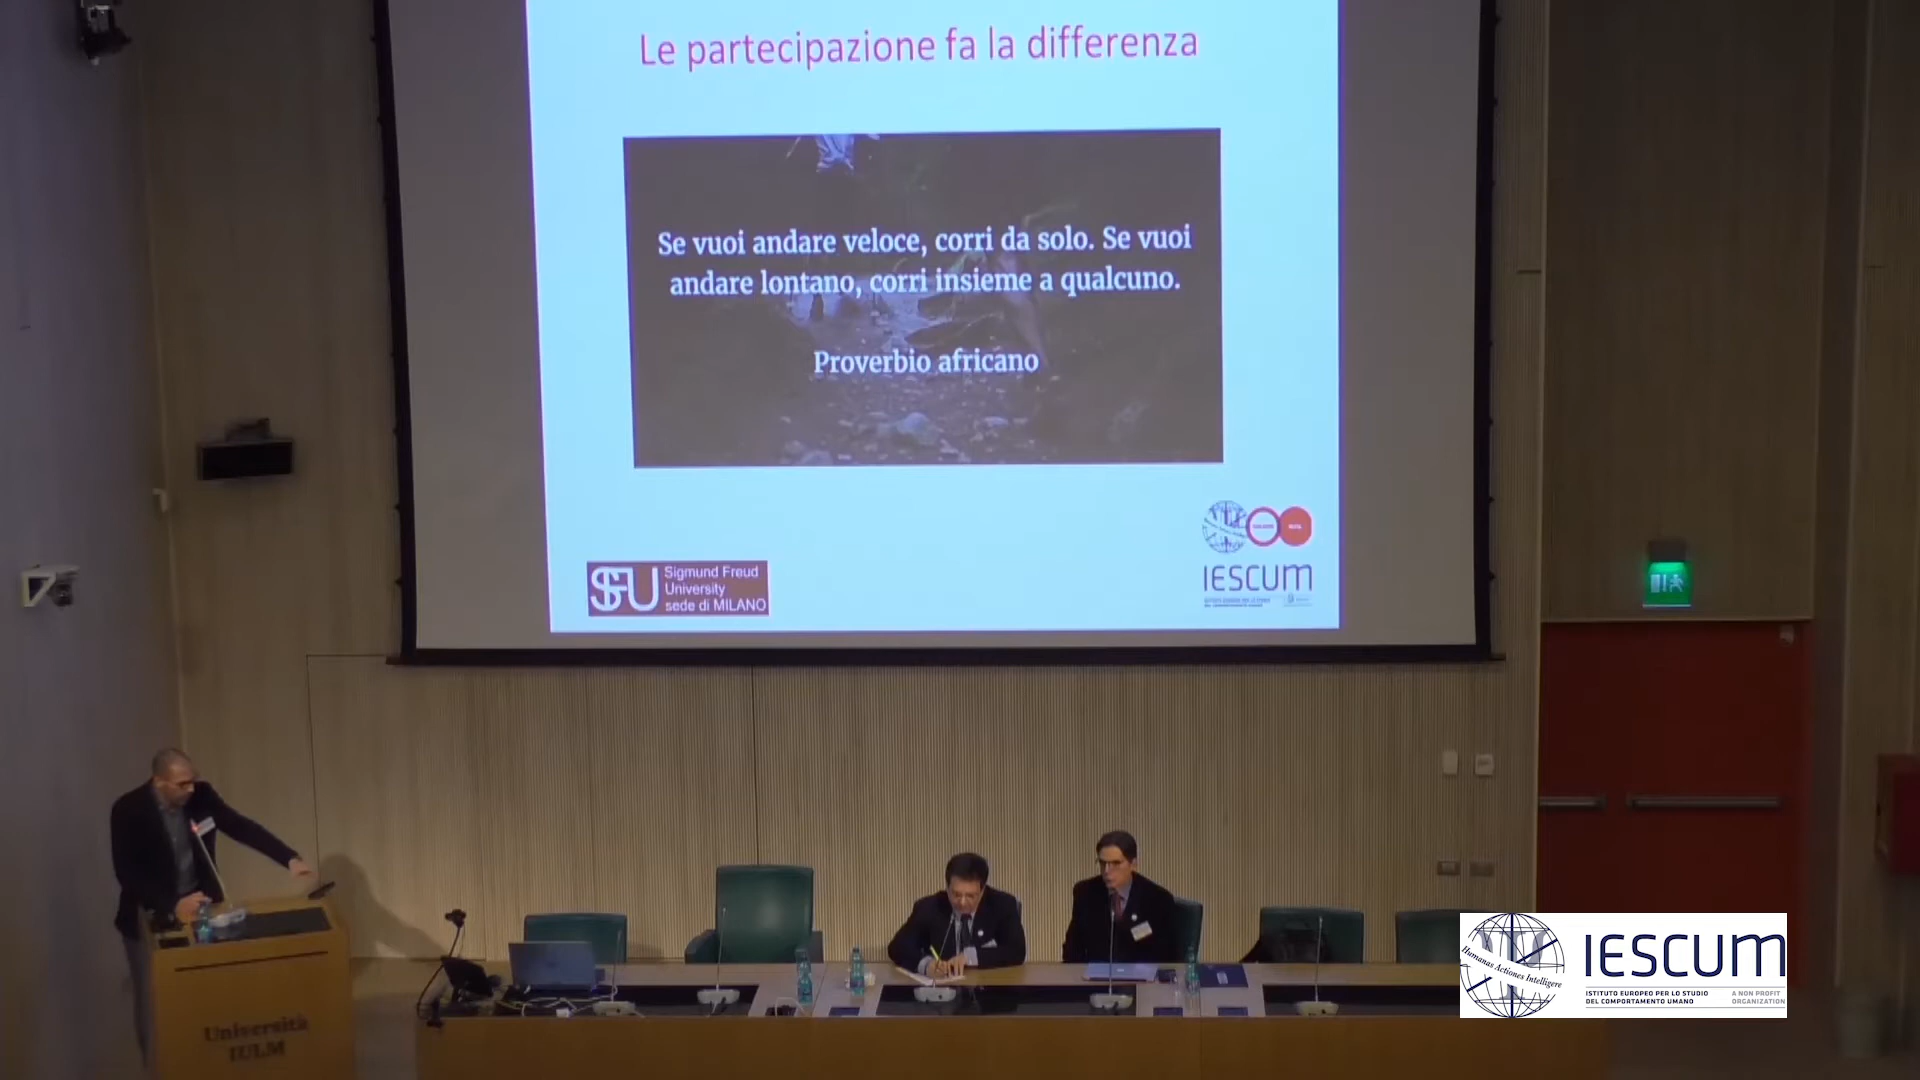 Le partecipazione fa la differenza
Se vuoi andare veloce, corri da solo. Se vuoi
andare lontano, corri insieme a qualcuno.
Proverbio africano
SFU
Sigmund Freud
University
sede di MILANO
IESCUM
Università
IULM
Humanas Actiones Intelligere
IESCUM
ISTITUTO EUROPEO PER LO STUDIO
DEL COMPORTAMENTO UMANO
A NON PROFIT
ORGANIZATION